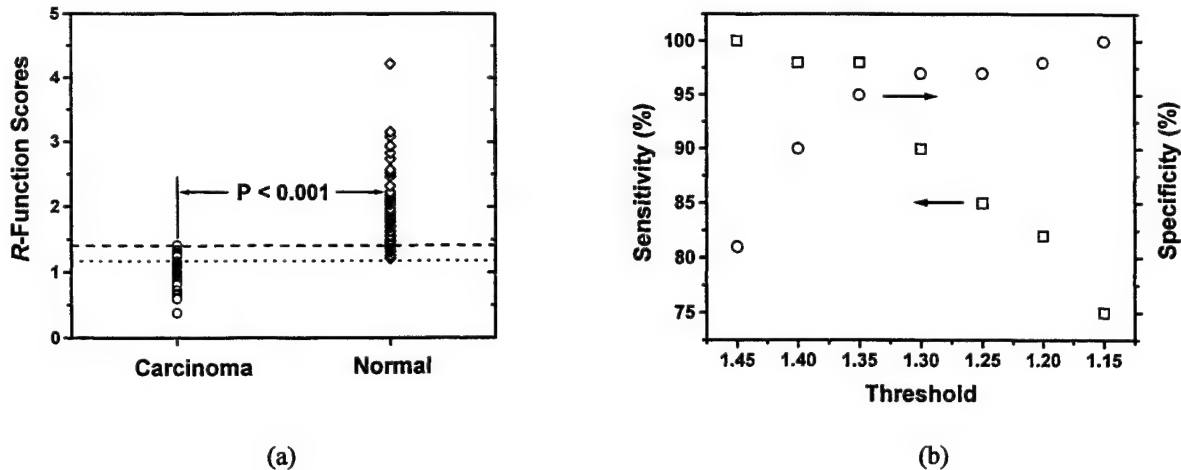 5
4
3
2
1
0
R-Function Scores
P < 0.001
Carcinoma
Normal
(a)
100
95
90
85
80
75
Sensitivity (%)
Specificity (%)
1.45
1.40
1.35
1.30
1.25
1.20
1.15
Threshold
(b)